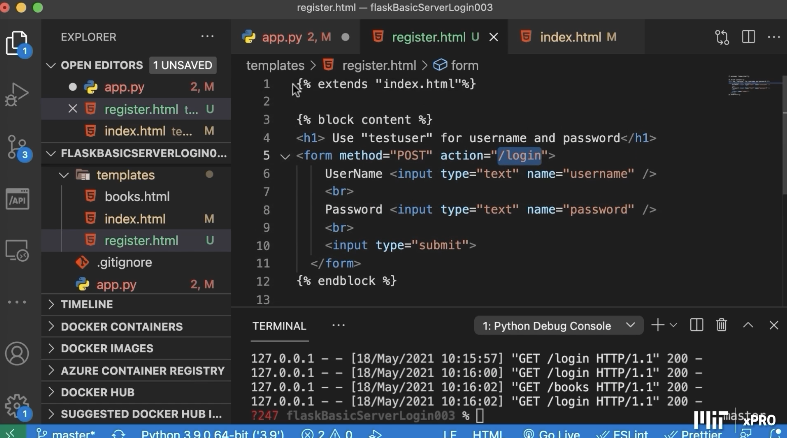 register.html — flaskBasicServerLogin003
EXPLORER ...
app.py 2, M ● register.html U × index.html M ...
OPEN EDITORS 1 UNSAVED
● app.py 2, M
× register.html t... U
index.html te... M
FLASKBASICSERVERLOGIN0...
templates
books.html
index.html M
register.html U
.gitignore
app.py 2, M
TIMELINE
DOCKER CONTAINERS
DOCKER IMAGES
AZURE CONTAINER REGISTRY
DOCKER HUB
SUGGESTED DOCKER HUB I...
1
3
/API
...
1
templates > register.html > form
1 {% extends "index.html"%}
2
3 {% block content %}
4 <h1> Use "testuser" for username and password</h1>
5 <form method="POST" action="/login">
6 UserName <input type="text" name="username" />
7 <br>
8 Password <input type="text" name="password" />
9 <br>
10 <input type="submit">
11 </form>
12 {% endblock %}
13
TERMINAL ... 1: Python Debug Console
127.0.0.1 - - [18/May/2021 10:15:57] "GET /login HTTP/1.1" 200 -
127.0.0.1 - - [18/May/2021 10:16:00] "GET /login HTTP/1.1" 200 -
127.0.0.1 - - [18/May/2021 10:16:02] "GET /books HTTP/1.1" 200 -
127.0.0.1 - - [18/May/2021 10:16:02] "GET /login HTTP/1.1" 200 -
?247 flaskBasicServerLogin003 % master
MIT xPRO
master* Python 3.9.0 64-bit ('3.9') 2 0 LF HTML Go Live ESLint Prettier